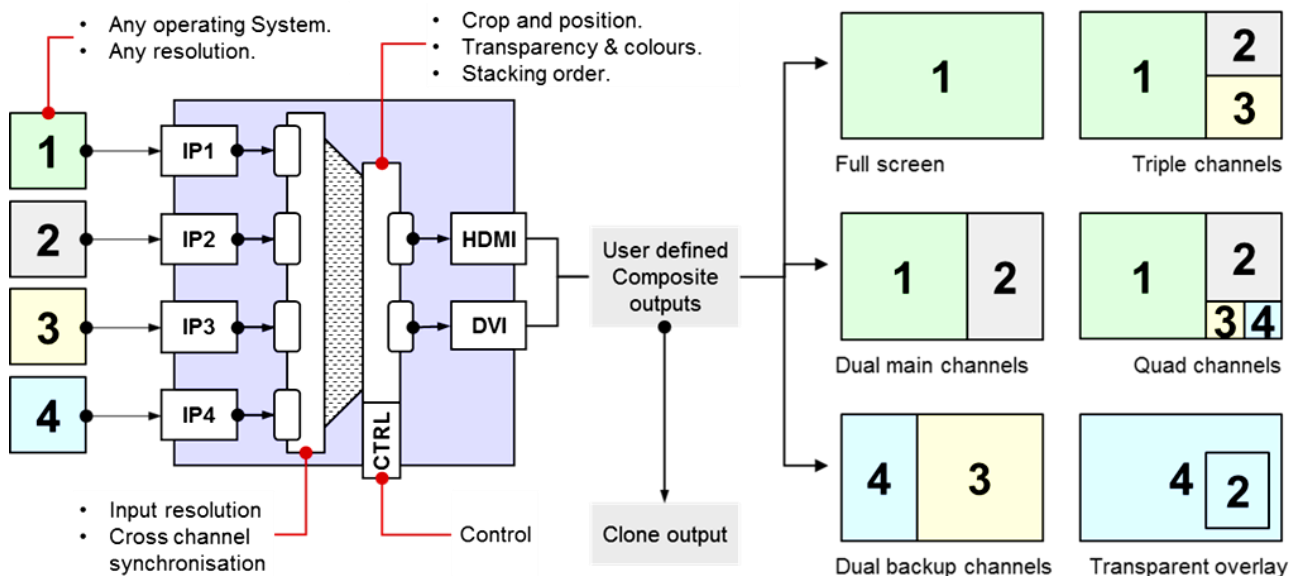 • Any operating System.
• Any resolution.
• Crop and position.
• Transparency & colours.
• Stacking order.
1
2
3
4
IP1
IP2
IP3
IP4
HDMI
DVI
CTRL
• Input resolution
• Cross channel
synchronisation
Control
User defined
Composite
outputs
Clone output
1
Full screen
1
2
3
Triple channels
1
2
Dual main channels
1
2
3
4
Quad channels
4
3
Dual backup channels
4
2
Transparent overlay